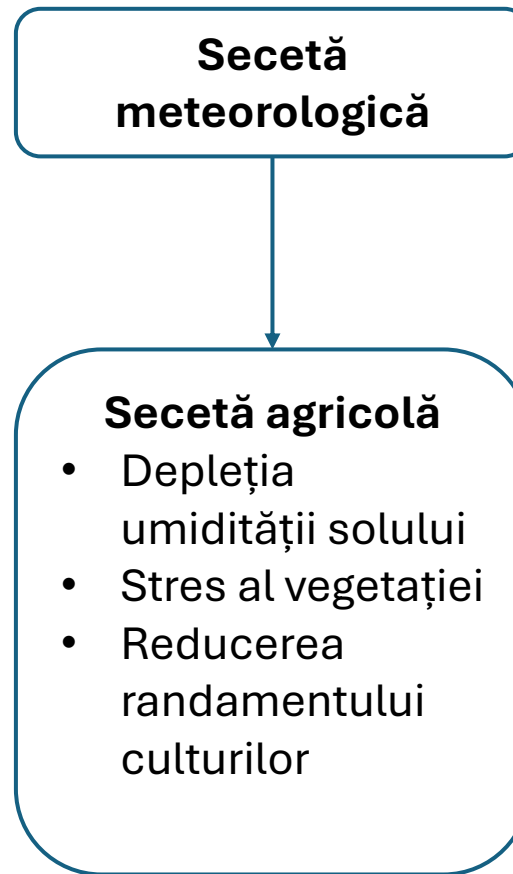 Secetă
meteorologică
Secetă agricolă
• Depleția
umidității solului
• Stres al vegetației
• Reducerea
randamentului
culturilor